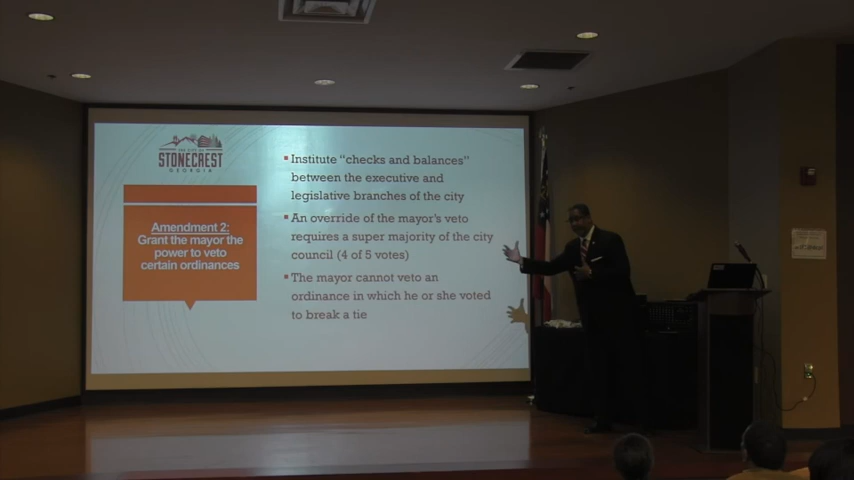 THE CITY OF
STONECREST
GEORGIA
Amendment 2:
Grant the mayor the
power to veto
certain ordinances
Institute “checks and balances”
between the executive and
legislative branches of the city
An override of the mayor’s veto
requires a super majority of the city
council (4 of 5 votes)
The mayor cannot veto an
ordinance in which he or she voted
to break a tie